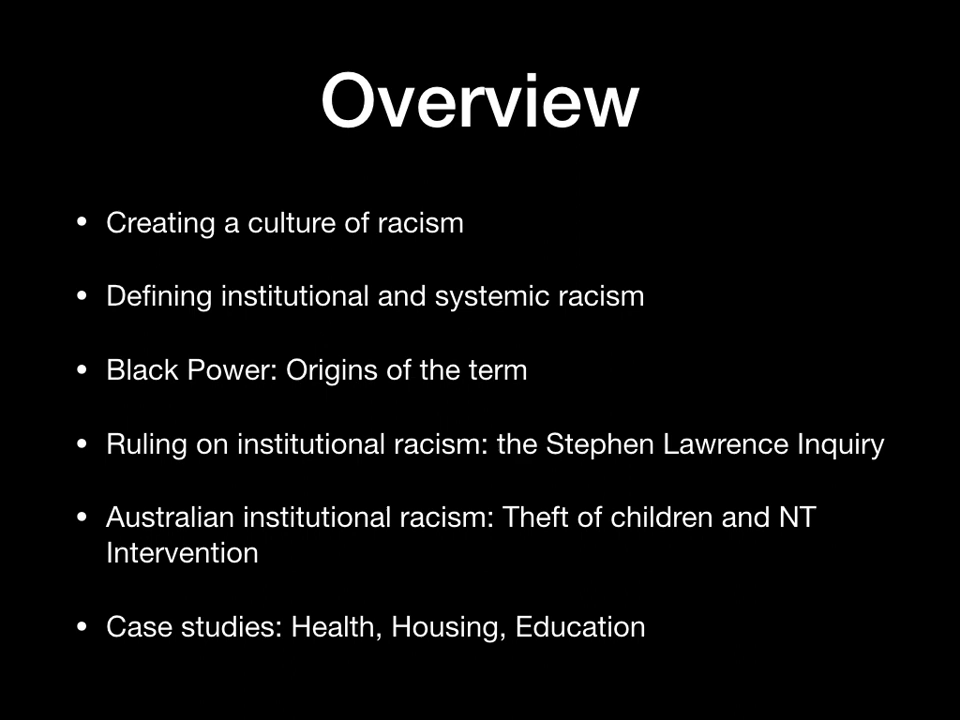 Overview
• Creating a culture of racism
• Defining institutional and systemic racism
• Black Power: Origins of the term
• Ruling on institutional racism: the Stephen Lawrence Inquiry
• Australian institutional racism: Theft of children and NT
Intervention
• Case studies: Health, Housing, Education